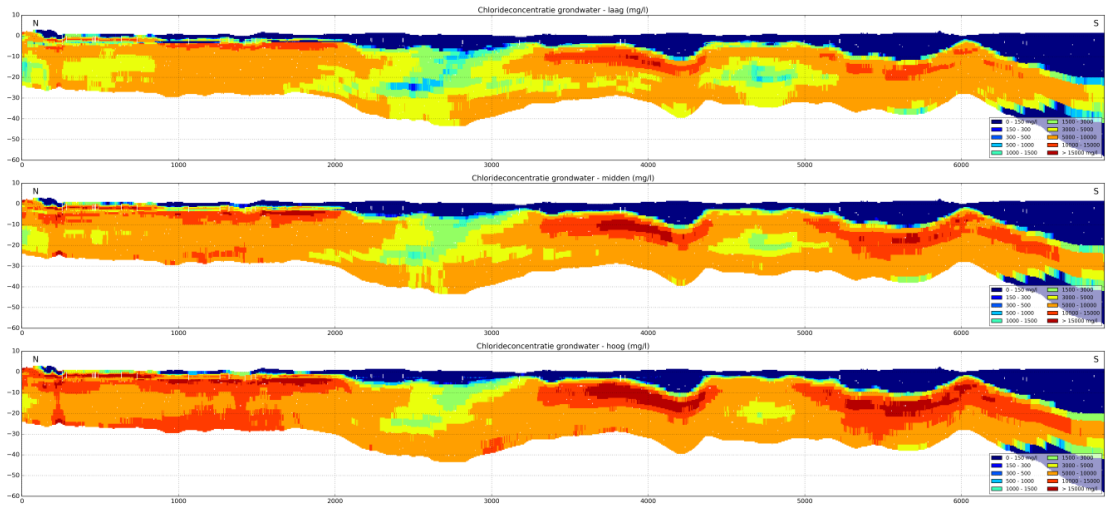 Chlorideconcentratie grondwater - laag (mg/l)
N S
10
0
-10
-20
-30
-40
-50
-60
0 1000 2000 3000 4000 5000 6000
0 - 150 mg/l 1500 - 3000
150 - 300 3000 - 5000
300 - 500 5000 - 10000
500 - 1000 10000 - 15000
1000 - 1500 > 15000 mg/l
Chlorideconcentratie grondwater - midden (mg/l)
N S
10
0
-10
-20
-30
-40
-50
-60
0 1000 2000 3000 4000 5000 6000
0 - 150 mg/l 1500 - 3000
150 - 300 3000 - 5000
300 - 500 5000 - 10000
500 - 1000 10000 - 15000
1000 - 1500 > 15000 mg/l
Chlorideconcentratie grondwater - hoog (mg/l)
N S
10
0
-10
-20
-30
-40
-50
-60
0 1000 2000 3000 4000 5000 6000
0 - 150 mg/l 1500 - 3000
150 - 300 3000 - 5000
300 - 500 5000 - 10000
500 - 1000 10000 - 15000
1000 - 1500 > 15000 mg/l